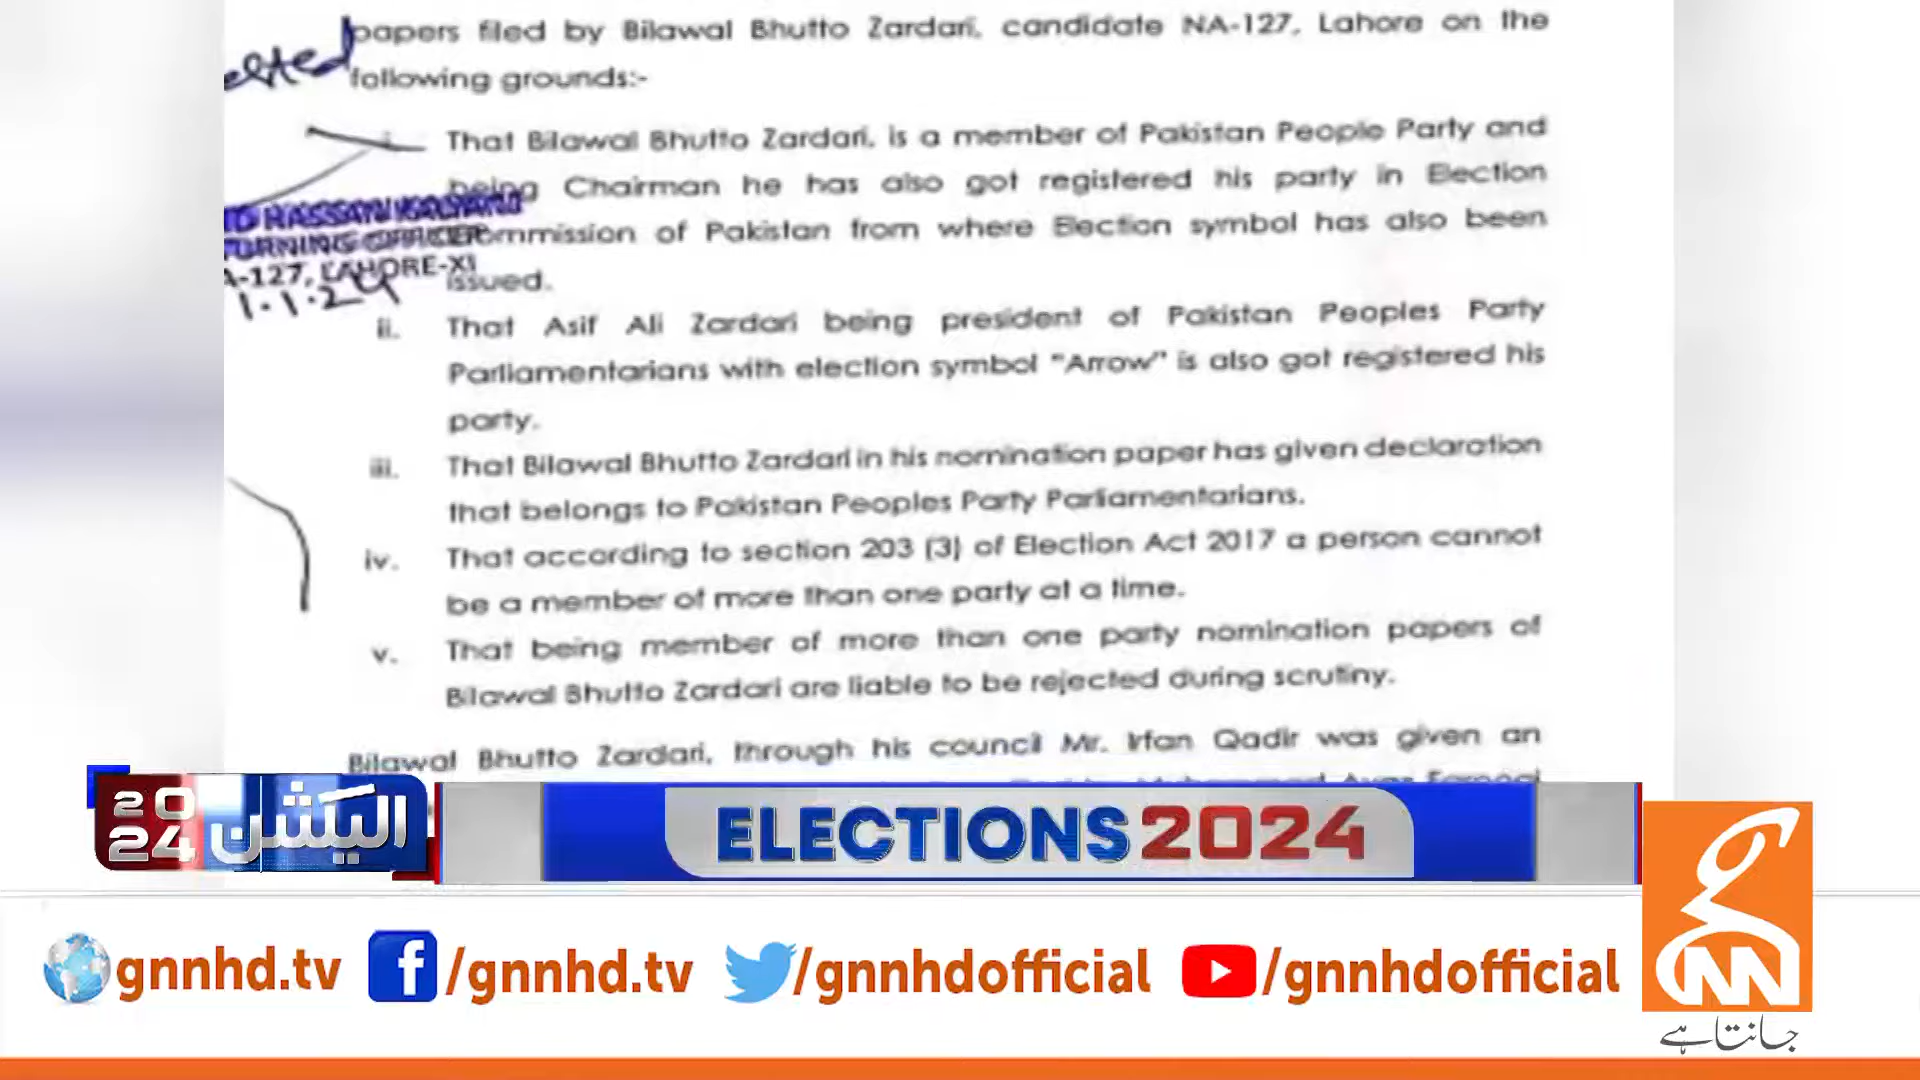 papers filed by Bilawal Bhutto Zardari, candidate NA-127, Lahore on the
following grounds:-
i. That Bilawal Bhutto Zardari, is a member of Pakistan People Party and
being Chairman he has also got registered his party in Election
Commission of Pakistan from where Election symbol has also been
issued.
HASSAN
TURNING OFFICER
A-127, LAHORE-XI
1.1.24
ii. That Asif Ali Zardari being president of Pakistan Peoples Party
Parliamentarians with election symbol "Arrow" is also got registered his
party.
iii. That Bilawal Bhutto Zardari in his nomination paper has given declaration
that belongs to Pakistan Peoples Party Parliamentarians.
iv. That according to section 203 (3) of Election Act 2017 a person cannot
be a member of more than one party at a time.
v. That being member of more than one party nomination papers of
Bilawal Bhutto Zardari are liable to be rejected during scrutiny.
Bilawal Bhutto Zardari, through his council Mr. Irfan Qadir was given an
2024 الیکشن
ELECTIONS 2024
gnnhd.tv
/gnnhd.tv
/gnnhdofficial
/gnnhdofficial
GNN
جانتا ہے